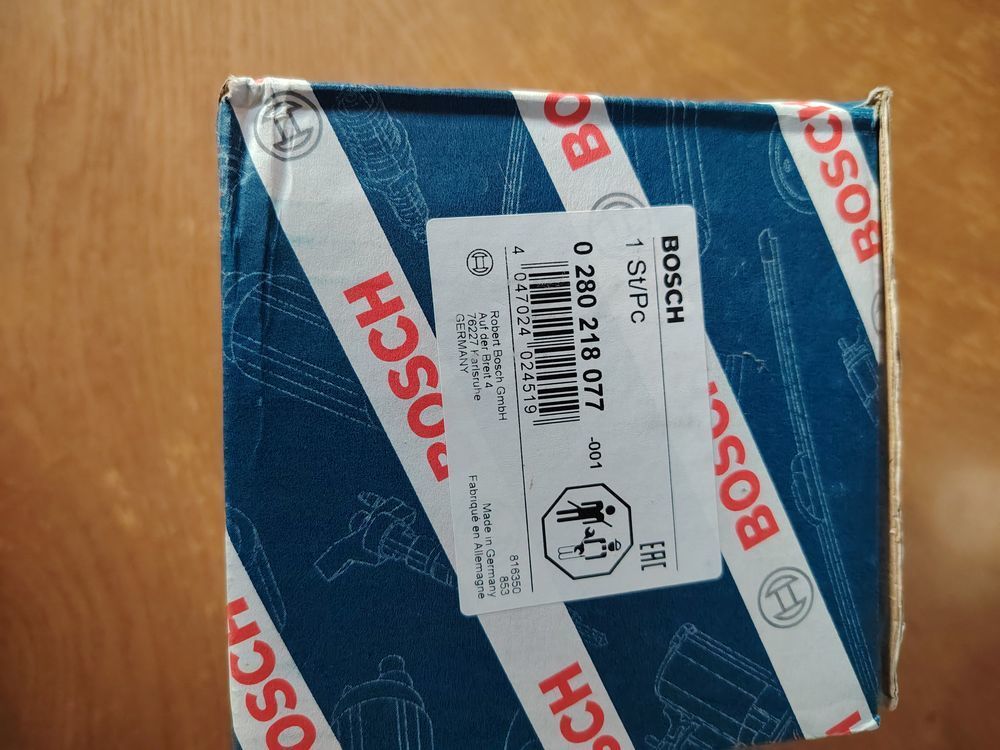 BOSCH
BOSCH
BOSCH
BOSCH
BOSCH
BOSCH
BOSCH
1 St/Pc
0 280 218 077
-001
EAC
4 047024 024519
Robert Bosch GmbH
Auf der Breit 4
76227 Karlsruhe
GERMANY
816350
853
Made in Germany
Fabriqué en Allemagne